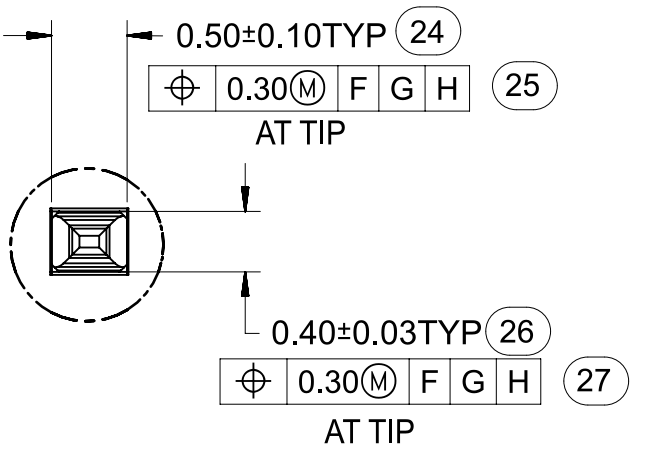 0.50±0.10TYP 24
⌖ 0.30Ⓜ F G H 25
AT TIP
0.40±0.03TYP 26
⌖ 0.30Ⓜ F G H 27
AT TIP